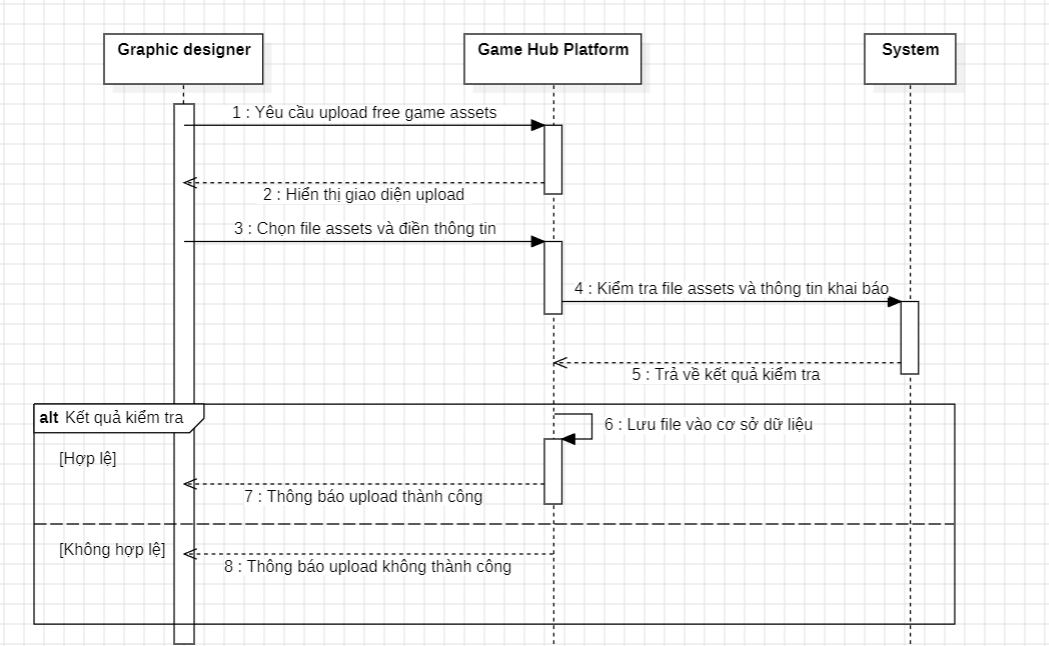 Graphic designer
Game Hub Platform
System
1 : Yêu cầu upload free game assets
2 : Hiển thị giao diện upload
3 : Chọn file assets và điền thông tin
4 : Kiểm tra file assets và thông tin khai báo
5 : Trả về kết quả kiểm tra
alt Kết quả kiểm tra
6 : Lưu file vào cơ sở dữ liệu
[Hợp lệ]
7 : Thông báo upload thành công
[Không hợp lệ]
8 : Thông báo upload không thành công